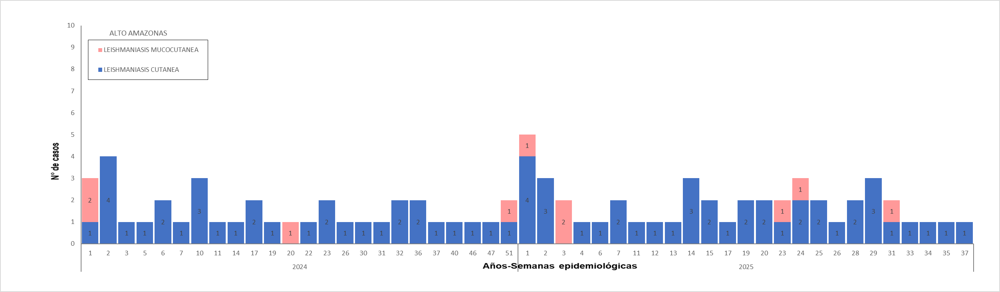 10
ALTO AMAZONAS
9
LEISHMANIASIS MUCOCUTANEA
8
LEISHMANIASIS CUTANEA
7
6
5
4
3
2
1
0
N° de casos
1
2 4 1
1 1 2 1 3 1 1 2 1 1 1 2 1 1 1 2 2 1 1 1 1 1
1 4 3 2 1 1 2 1 1 1 3 2 1 2 2 1 1 1 2 2 1 2 3 1 1 1 1 1 1
1 2 3 5 6 7 10 11 14 17 19 20 22 23 26 30 31 32 36 37 40 46 47 51 1 2 3 4 6 7 11 12 13 14 15 17 19 20 23 24 25 26 28 29 31 33 34 35 37
2024 2025
Años-Semanas epidemiológicas